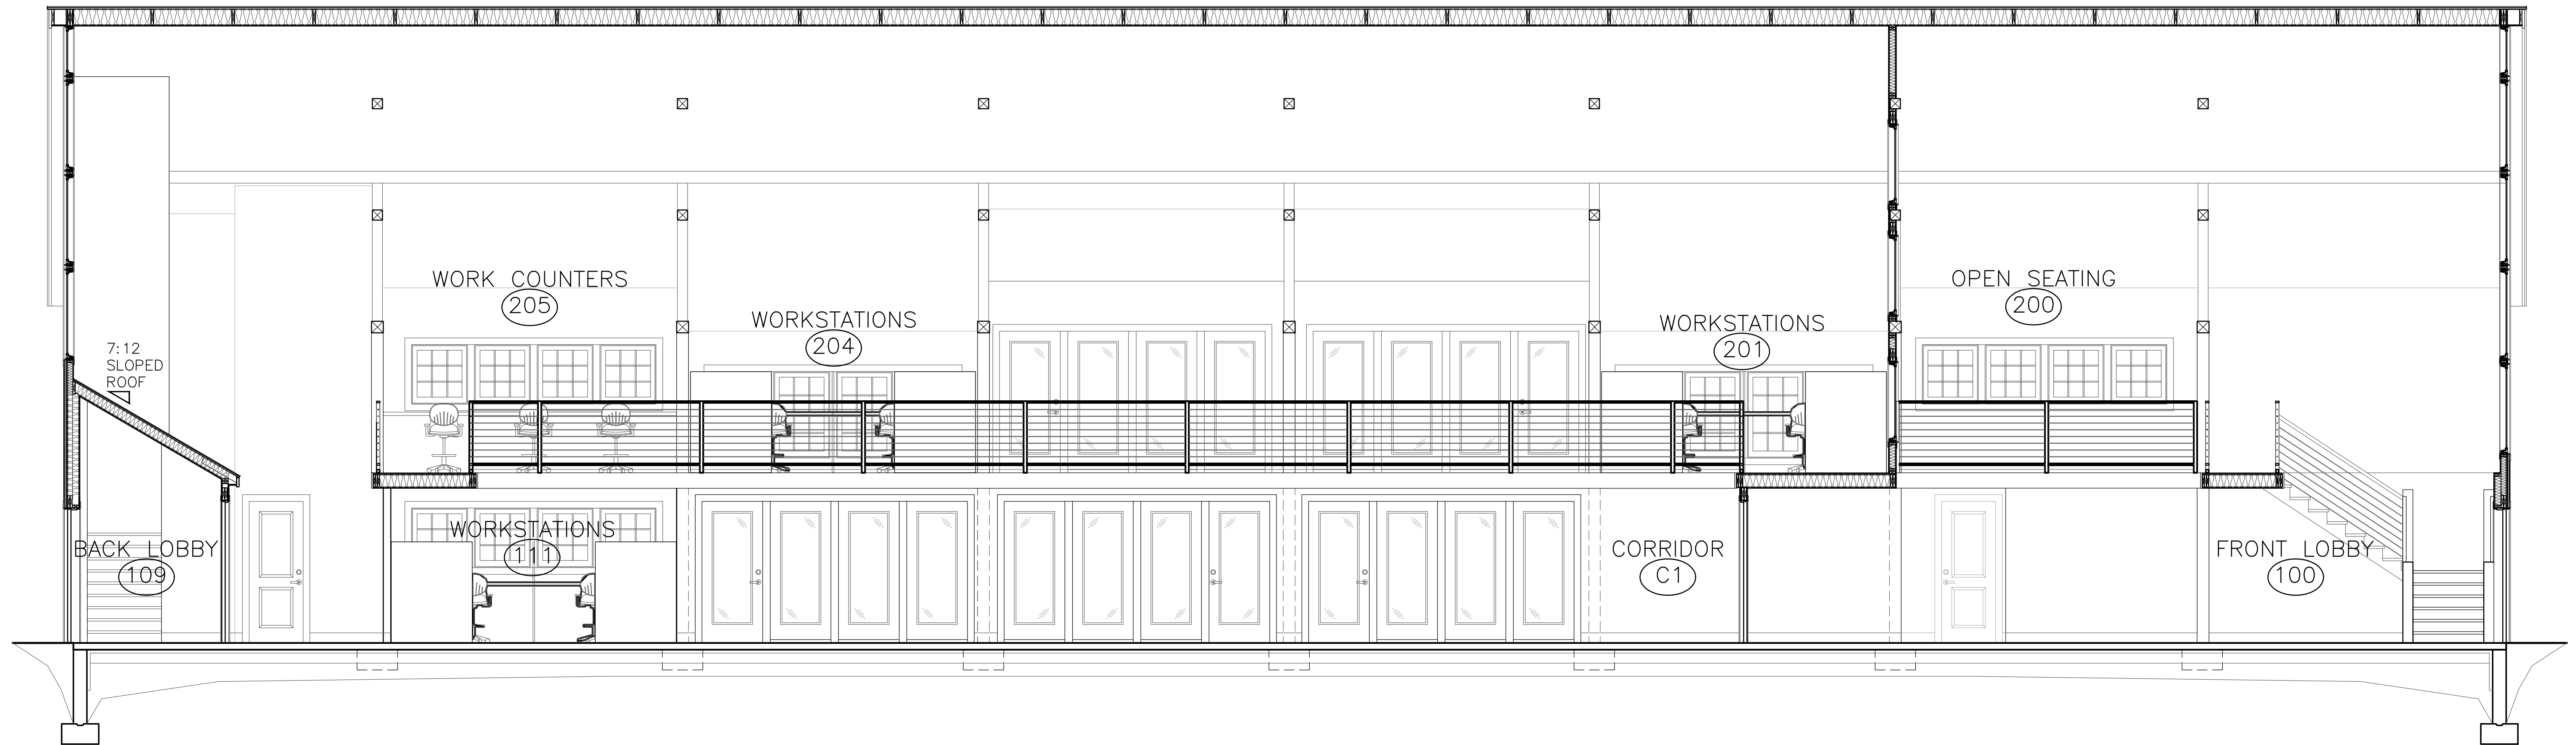 WORK COUNTERS
205
OPEN SEATING
200
WORKSTATIONS
204
WORKSTATIONS
201
7:12
SLOPED
ROOF
WORKSTATIONS
111
BACK LOBBY
109
CORRIDOR
C1
FRONT LOBBY
100